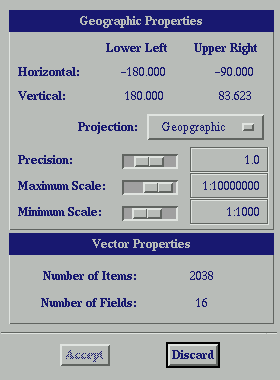 Geographic Properties
Lower Left Upper Right
Horizontal: -180.000 -90.000
Vertical: 180.000 83.623
Projection: Geopgraphic
Precision: 1.0
Maximum Scale: 1:10000000
Minimum Scale: 1:1000
Vector Properties
Number of Items: 2038
Number of Fields: 16
Accept Discard